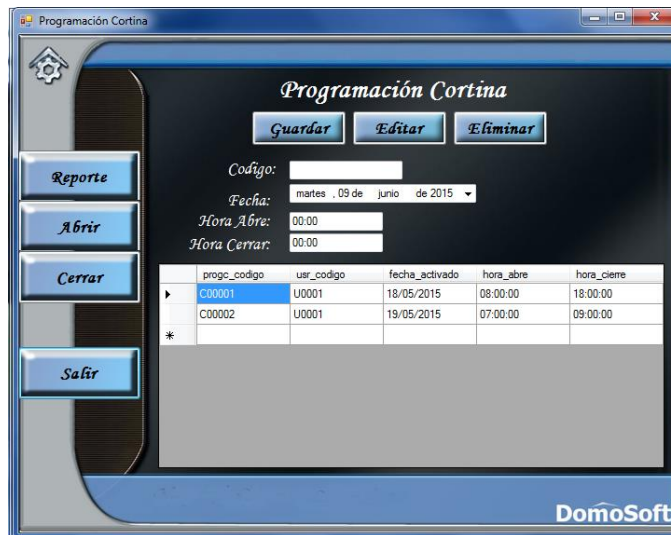 Programación Cortina
Programación Cortina
Guardar Editar Eliminar
Reporte
Abrir
Cerrar
Salir
Codigo:
Fecha: martes , 09 de junio de 2015
Hora Abre: 00:00
Hora Cerrar: 00:00
progc_codigo usr_codigo fecha_activado hora_abre hora_cierre
C00001 U0001 18/05/2015 08:00:00 18:00:00
C00002 U0001 19/05/2015 07:00:00 09:00:00
DomoSoft